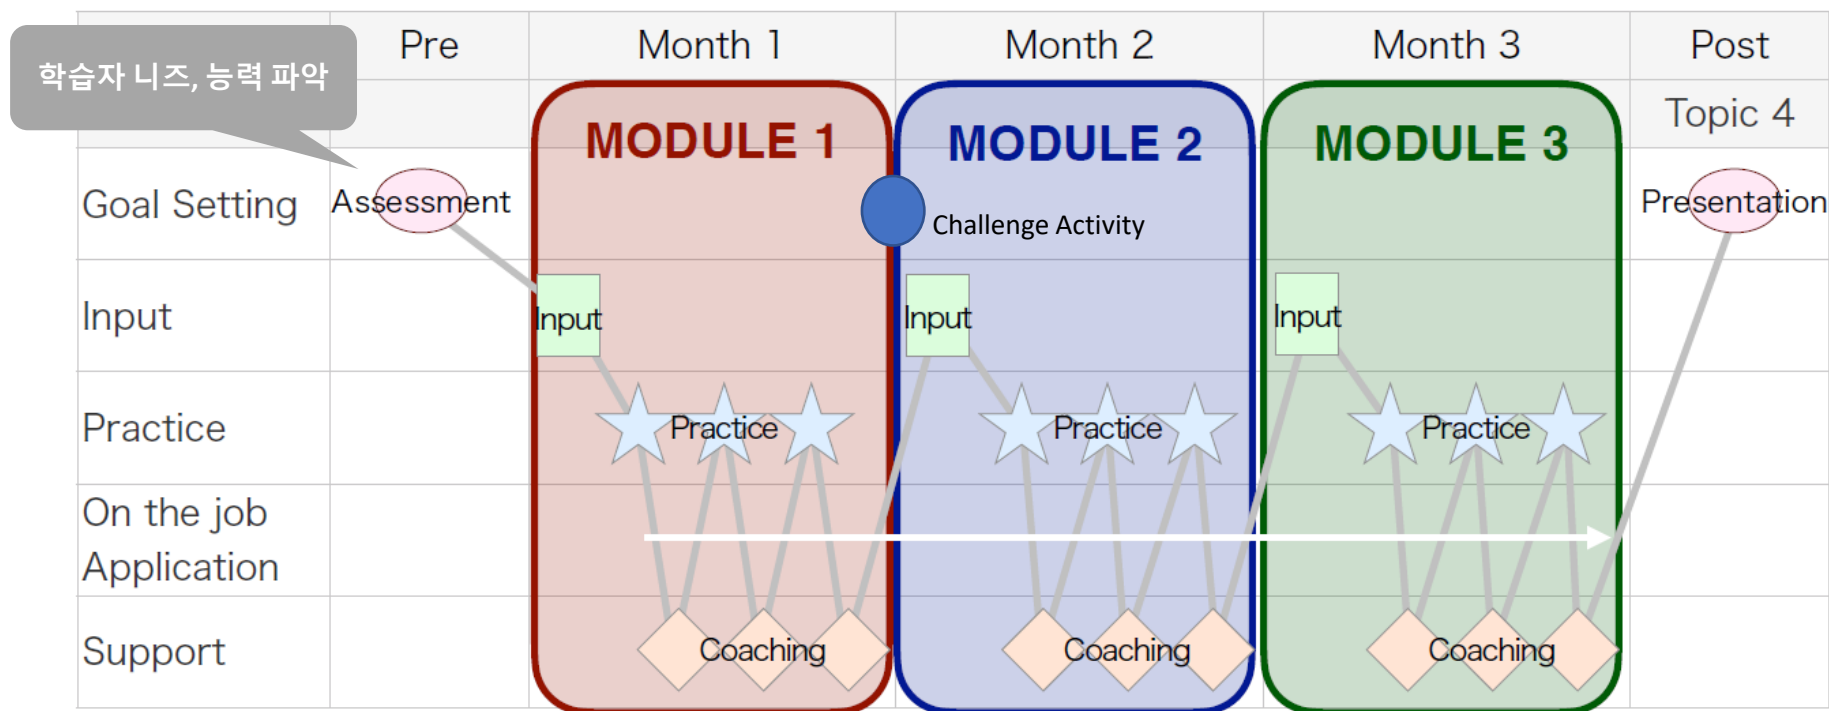 Pre
Month 1
Month 2
Month 3
Post
학습자 니즈, 능력 파악
Topic 4
MODULE 1
MODULE 2
MODULE 3
Goal Setting
Assessment
Challenge Activity
Presentation
Input
Input
Input
Input
Practice
Practice
Practice
Practice
On the job
Application
Support
Coaching
Coaching
Coaching